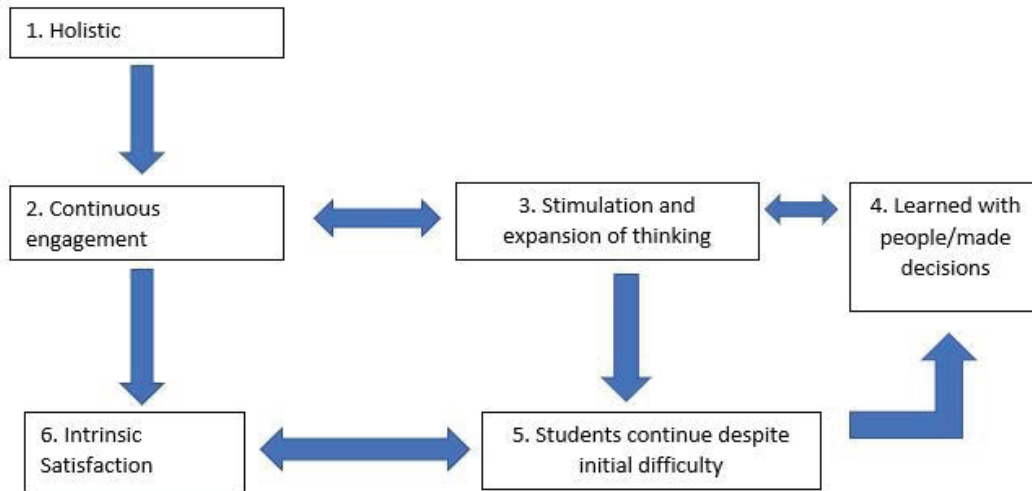 1. Holistic
2. Continuous
engagement
3. Stimulation and
expansion of thinking
4. Learned with
people/made
decisions
6. Intrinsic
Satisfaction
5. Students continue despite
initial difficulty